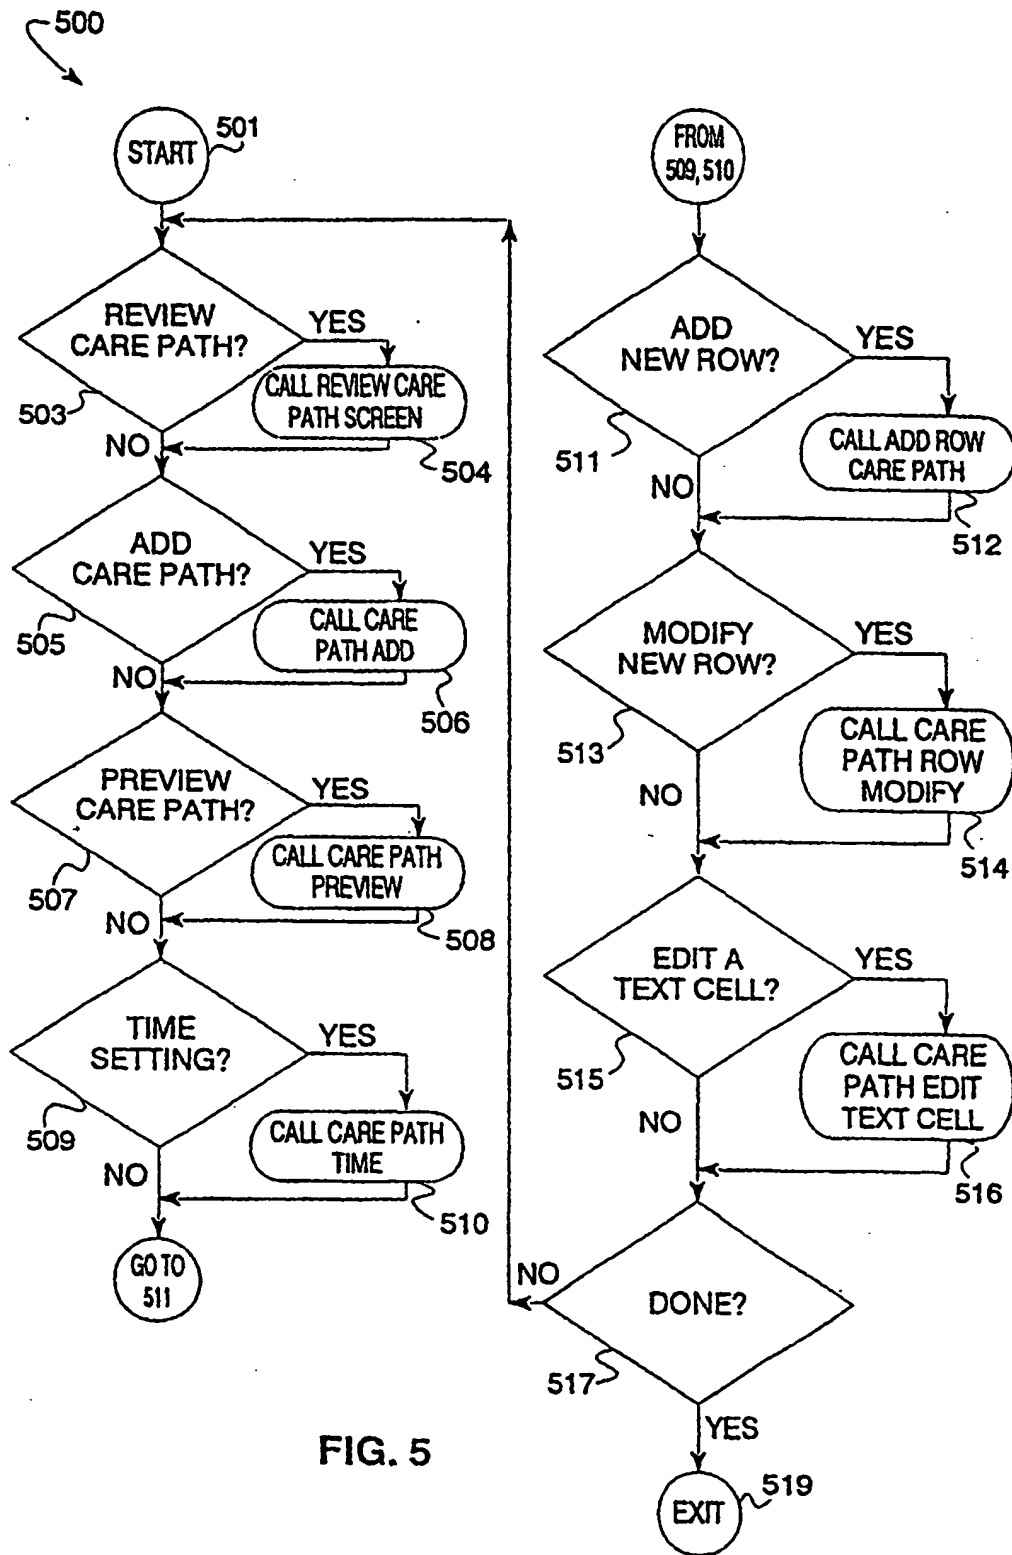 500
START
501
REVIEW
CARE PATH?
YES
503
CALL REVIEW CARE
PATH SCREEN
NO
504
ADD
CARE PATH?
YES
505
CALL CARE
PATH ADD
NO
506
PREVIEW
CARE PATH?
YES
507
CALL CARE PATH
PREVIEW
NO
508
TIME
SETTING?
YES
509
CALL CARE PATH
TIME
NO
510
GO TO
511
FROM
509, 510
ADD
NEW ROW?
YES
511
CALL ADD ROW
CARE PATH
NO
512
MODIFY
NEW ROW?
YES
513
CALL CARE
PATH ROW
MODIFY
NO
514
EDIT A
TEXT CELL?
YES
515
CALL CARE
PATH EDIT
TEXT CELL
NO
516
NO
DONE?
517
YES
EXIT
519
FIG. 5